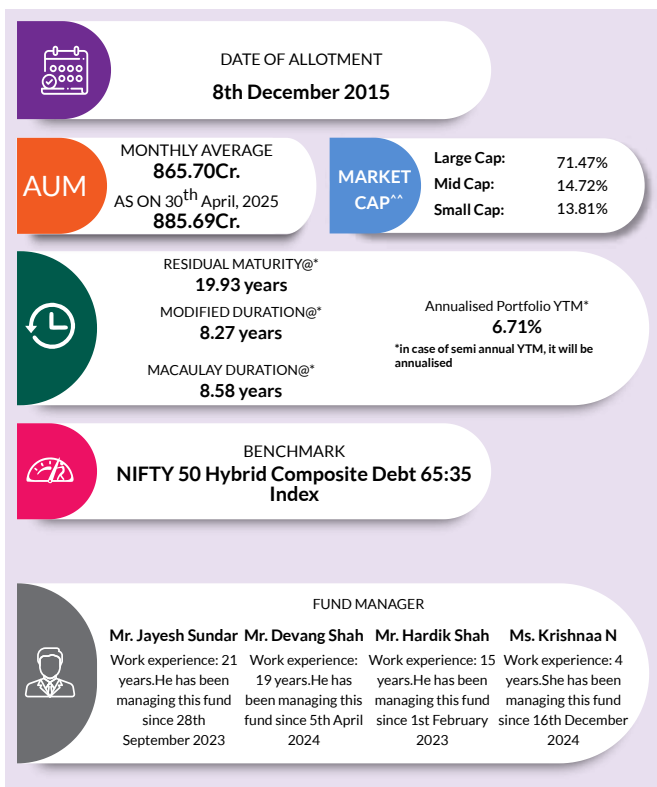 DATE OF ALLOTMENT
8th December 2015
AUM
MONTHLY AVERAGE
865.70Cr.
AS ON 30th April, 2025
885.69Cr.
MARKET
CAP^^
Large Cap: 71.47%
Mid Cap: 14.72%
Small Cap: 13.81%
RESIDUAL MATURITY@*
19.93 years
MODIFIED DURATION@*
8.27 years
MACAULAY DURATION@*
8.58 years
Annualised Portfolio YTM*
6.71%
*in case of semi annual YTM, it will be
annualised
BENCHMARK
NIFTY 50 Hybrid Composite Debt 65:35
Index
FUND MANAGER
Mr. Jayesh Sundar
Work experience: 21
years.He has been
managing this fund
since 28th
September 2023
Mr. Devang Shah
Work experience:
19 years.He has
been managing this
fund since 5th April
2024
Mr. Hardik Shah
Work experience: 15
years.He has been
managing this fund
since 1st February
2023
Ms. Krishnaa N
Work experience: 4
years.She has been
managing this fund
since 16th December
2024